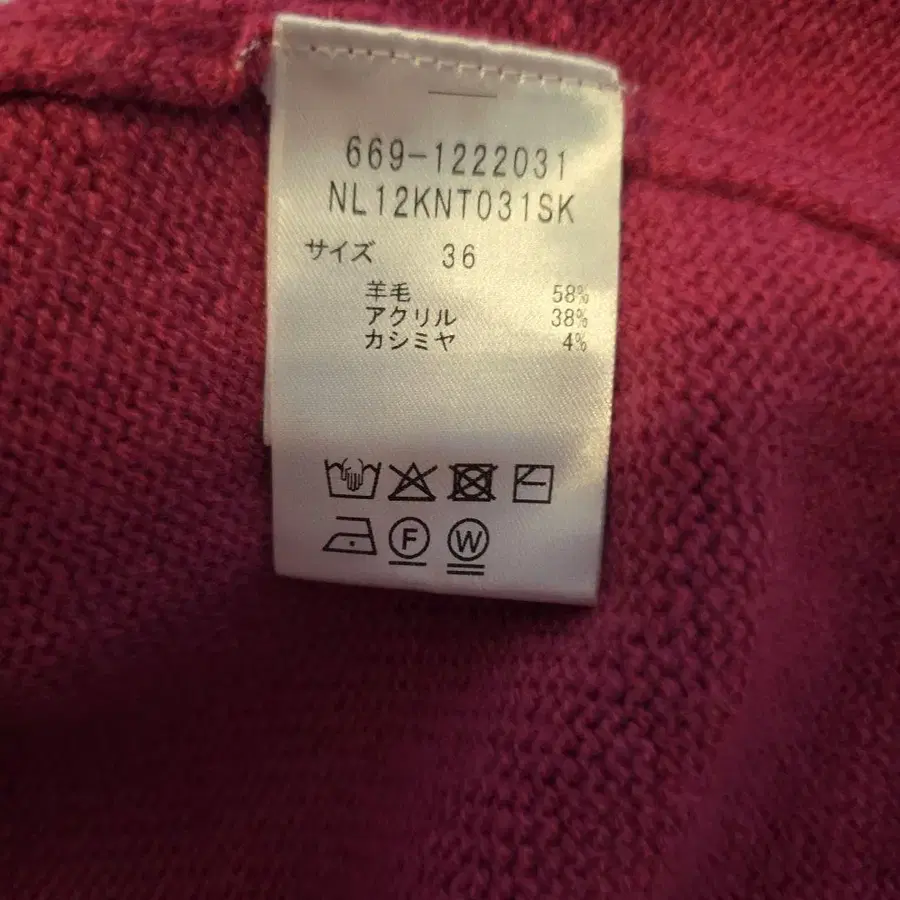 669-1222031
NL12KNT031SK
サイズ 36
羊毛 58%
アクリル 38%
カシミヤ 4%
F W